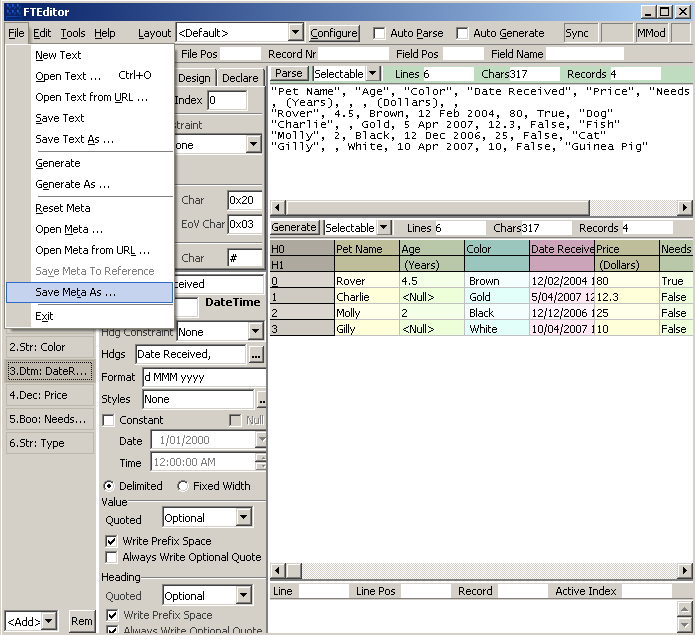 FTEditor
File Edit Tools Help Layout <Default> Configure Auto Parse Auto Generate Sync MMod
File Pos Record Nr Field Pos Field Name
New Text
Open Text ... Ctrl+O
Open Text from URL ...
Save Text
Save Text As ...
Generate
Generate As ...
Reset Meta
Open Meta ...
Open Meta from URL ...
Save Meta To Reference
Save Meta As ...
Exit
Design Declare
Index 0
Char 0x20
EoV Char 0x03
Char #
DateTime
2.Str: Color
3.Dtm: DateR...
4.Dec: Price
5.Boo: Needs...
6.Str: Type
<Add> Rem
Hdg Constraint None
Hdgs Date Received, ...
Format d MMM yyyy
Styles None
Constant Null
Date 1/01/2000
Time 12:00:00 AM
Delimited Fixed Width
Value
Quoted Optional
Write Prefix Space
Always Write Optional Quote
Heading
Quoted Optional
Write Prefix Space
Always Write Optional Quote
Parse Selectable Lines 6 Chars317 Records 4
"Pet Name", "Age", "Color", "Date Received", "Price", "Needs
, (Years), , , (Dollars), ,
"Rover", 4.5, Brown, 12 Feb 2004, 80, True, "Dog"
"Charlie", , Gold, 5 Apr 2007, 12.3, False, "Fish"
"Molly", 2, Black, 12 Dec 2006, 25, False, "Cat"
"Gilly", , White, 10 Apr 2007, 10, False, "Guinea Pig"
Generate Selectable Lines 6 Chars317 Records 4
H0 Pet Name Age Color Date Receive Price Needs
H1 (Years) (Dollars)
0 Rover 4.5 Brown 12/02/2004 1 80 True
1 Charlie <Null> Gold 5/04/2007 12 12.3 False
2 Molly 2 Black 12/12/2006 1 25 False
3 Gilly <Null> White 10/04/2007 1 10 False
Line Line Pos Record Active Index